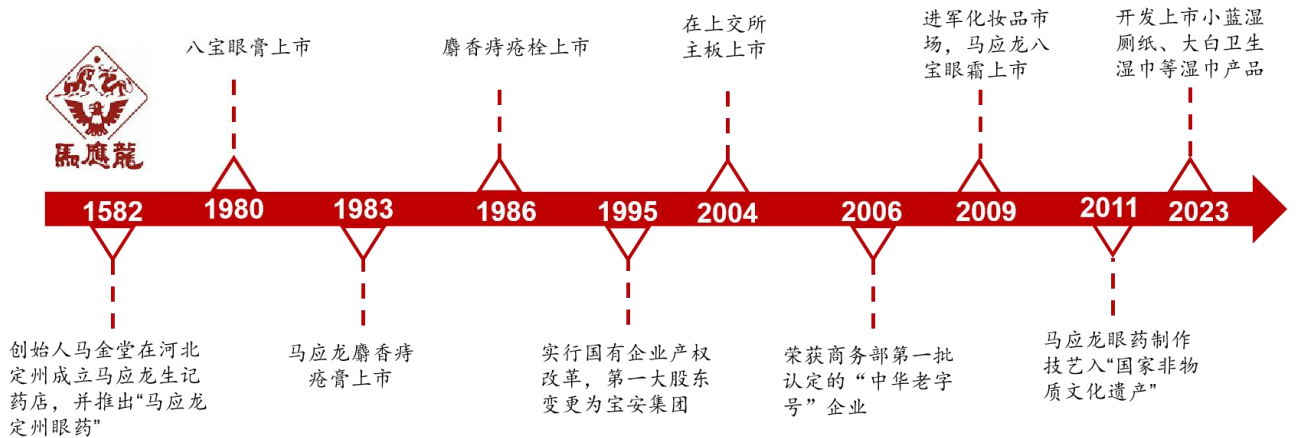 八宝眼膏上市
麝香痔疮栓上市
在上交所
主板上市
进军化妆品市
场，马应龙八
宝眼霜上市
开发上市小蓝湿
厕纸、大白卫生
湿巾等湿巾产品
馬應龍
1582
1980
1983
1986
1995
2004
2006
2009
2011
2023
创始人马金堂在河北
定州成立马应龙生记
药店，并推出“马应龙
定州眼药”
马应龙麝香痔
疮膏上市
实行国有企业产权
改革，第一大股东
变更为宝安集团
荣获商务部第一批
认定的“中华老字
号”企业
马应龙眼药制作
技艺入“国家非物
质文化遗产”